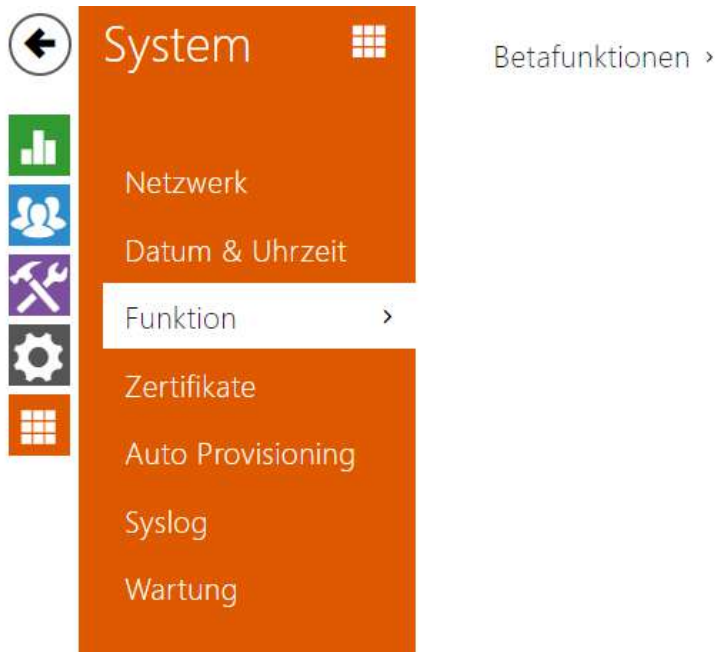 System
Betafunktionen ›
Netzwerk
Datum & Uhrzeit
Funktion ›
Zertifikate
Auto Provisioning
Syslog
Wartung